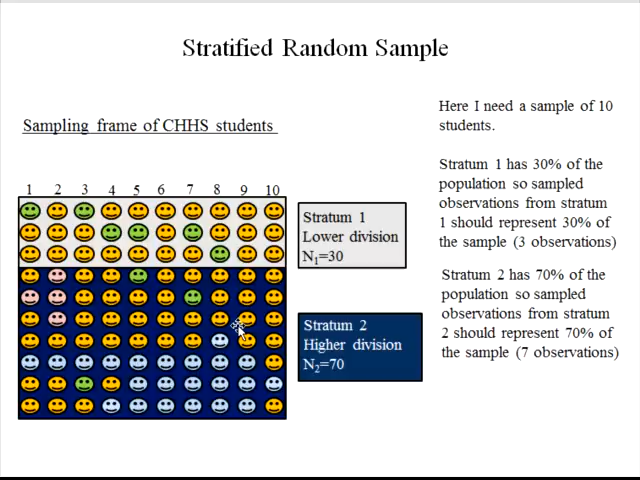 Stratified Random Sample
Sampling frame of CHHS students
1 2 3 4 5 6 7 8 9 10
Stratum 1
Lower division
N₁=30
Stratum 2
Higher division
N₂=70
Here I need a sample of 10
students.
Stratum 1 has 30% of the
population so sampled
observations from stratum
1 should represent 30% of
the sample (3 observations)
Stratum 2 has 70% of the
population so sampled
observations from stratum
2 should represent 70% of
the sample (7 observations)